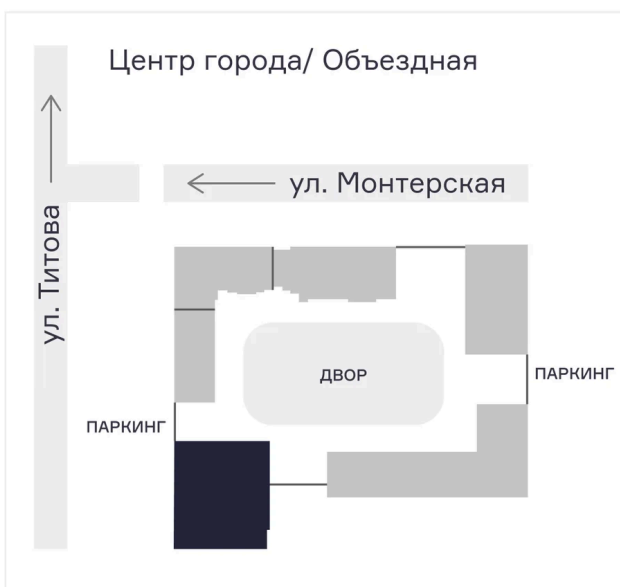 Центр города/ Объездная
ул. Монтерская
ул. Титова
ДВОР
ПАРКИНГ
ПАРКИНГ